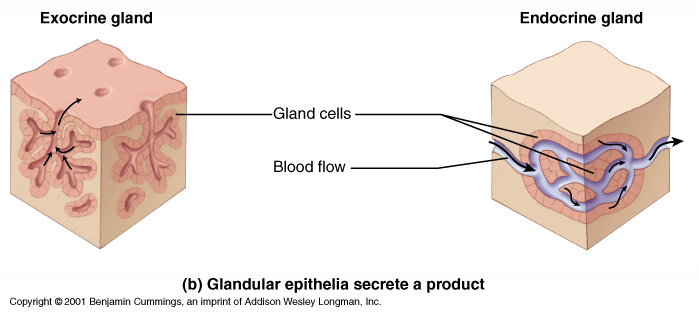 Exocrine gland
Endocrine gland
Gland cells
Blood flow
(b) Glandular epithelia secrete a product
Copyright © 2001 Benjamin Cummings, an imprint of Addison Wesley Longman, Inc.